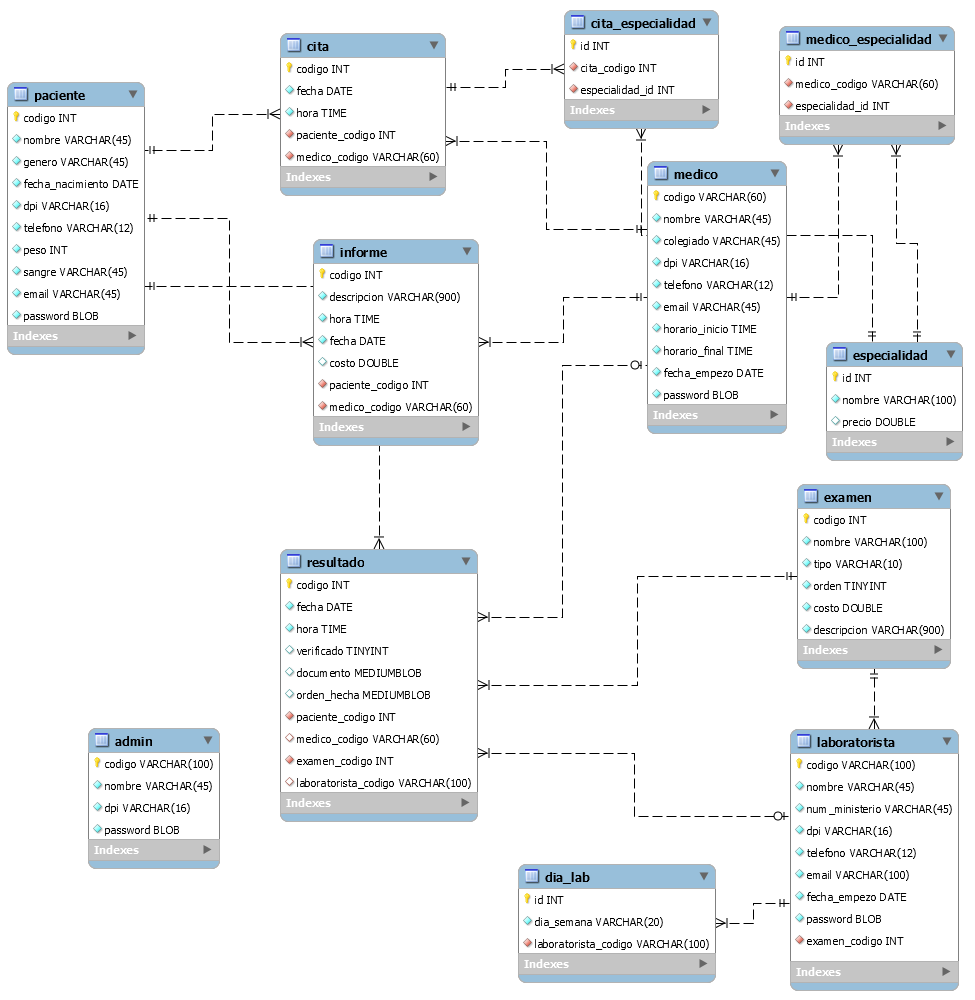 cita_especialidad
id INT
cita_codigo INT
especialidad_id INT
Indexes
medico_especialidad
id INT
medico_codigo VARCHAR(60)
especialidad_id INT
Indexes
cita
codigo INT
fecha DATE
hora TIME
paciente_codigo INT
medico_codigo VARCHAR(60)
Indexes
paciente
codigo INT
nombre VARCHAR(45)
genero VARCHAR(45)
fecha_nacimiento DATE
dpi VARCHAR(16)
telefono VARCHAR(12)
peso INT
sangre VARCHAR(45)
email VARCHAR(45)
password BLOB
Indexes
medico
codigo VARCHAR(60)
nombre VARCHAR(45)
colegiado VARCHAR(45)
dpi VARCHAR(16)
telefono VARCHAR(12)
email VARCHAR(45)
horario_inicio TIME
horario_final TIME
fecha_empezo DATE
password BLOB
Indexes
informe
codigo INT
descripcion VARCHAR(900)
hora TIME
fecha DATE
costo DOUBLE
paciente_codigo INT
medico_codigo VARCHAR(60)
Indexes
especialidad
id INT
nombre VARCHAR(100)
precio DOUBLE
Indexes
examen
codigo INT
nombre VARCHAR(100)
tipo VARCHAR(10)
orden TINYINT
costo DOUBLE
descripcion VARCHAR(900)
Indexes
resultado
codigo INT
fecha DATE
hora TIME
verificado TINYINT
documento MEDIUMBLOB
orden_hecha MEDIUMBLOB
paciente_codigo INT
medico_codigo VARCHAR(60)
examen_codigo INT
laboratorista_codigo VARCHAR(100)
Indexes
admin
codigo VARCHAR(100)
nombre VARCHAR(45)
dpi VARCHAR(16)
password BLOB
Indexes
laboratorista
codigo VARCHAR(100)
nombre VARCHAR(45)
num_ministerio VARCHAR(45)
dpi VARCHAR(16)
telefono VARCHAR(12)
email VARCHAR(100)
fecha_empezo DATE
password BLOB
examen_codigo INT
Indexes
dia_lab
id INT
dia_semana VARCHAR(20)
laboratorista_codigo VARCHAR(100)
Indexes